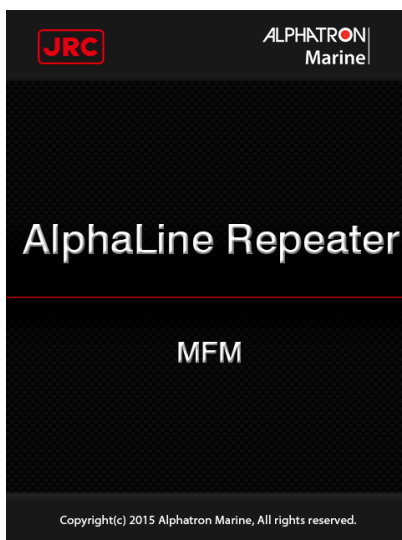 JRC
ALPHATRON
Marine
AlphaLine Repeater
MFM
Copyright(c) 2015 Alphatron Marine, All rights reserved.